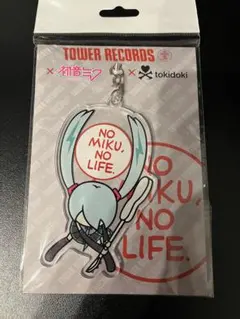 TOWER RECORDS
×初音ミク × tokidoki
NO
MIKU,
NO
LIFE.
NO
MIKU,
NO
LIFE.